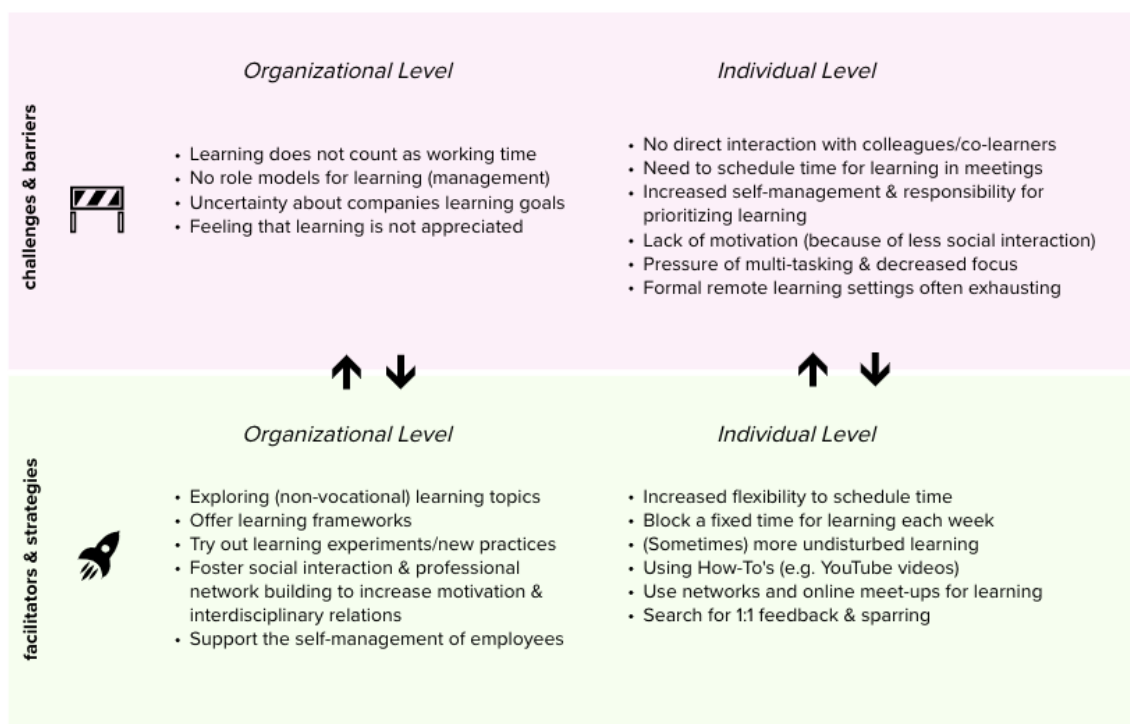 challenges & barriers
Organizational Level
• Learning does not count as working time
• No role models for learning (management)
• Uncertainty about companies learning goals
• Feeling that learning is not appreciated
Individual Level
• No direct interaction with colleagues/co-learners
• Need to schedule time for learning in meetings
• Increased self-management & responsibility for
prioritizing learning
• Lack of motivation (because of less social interaction)
• Pressure of multi-tasking & decreased focus
• Formal remote learning settings often exhausting
facilitators & strategies
Organizational Level
• Exploring (non-vocational) learning topics
• Offer learning frameworks
• Try out learning experiments/new practices
• Foster social interaction & professional
network building to increase motivation &
interdisciplinary relations
• Support the self-management of employees
Individual Level
• Increased flexibility to schedule time
• Block a fixed time for learning each week
• (Sometimes) more undisturbed learning
• Using How-To's (e.g. YouTube videos)
• Use networks and online meet-ups for learning
• Search for 1:1 feedback & sparring